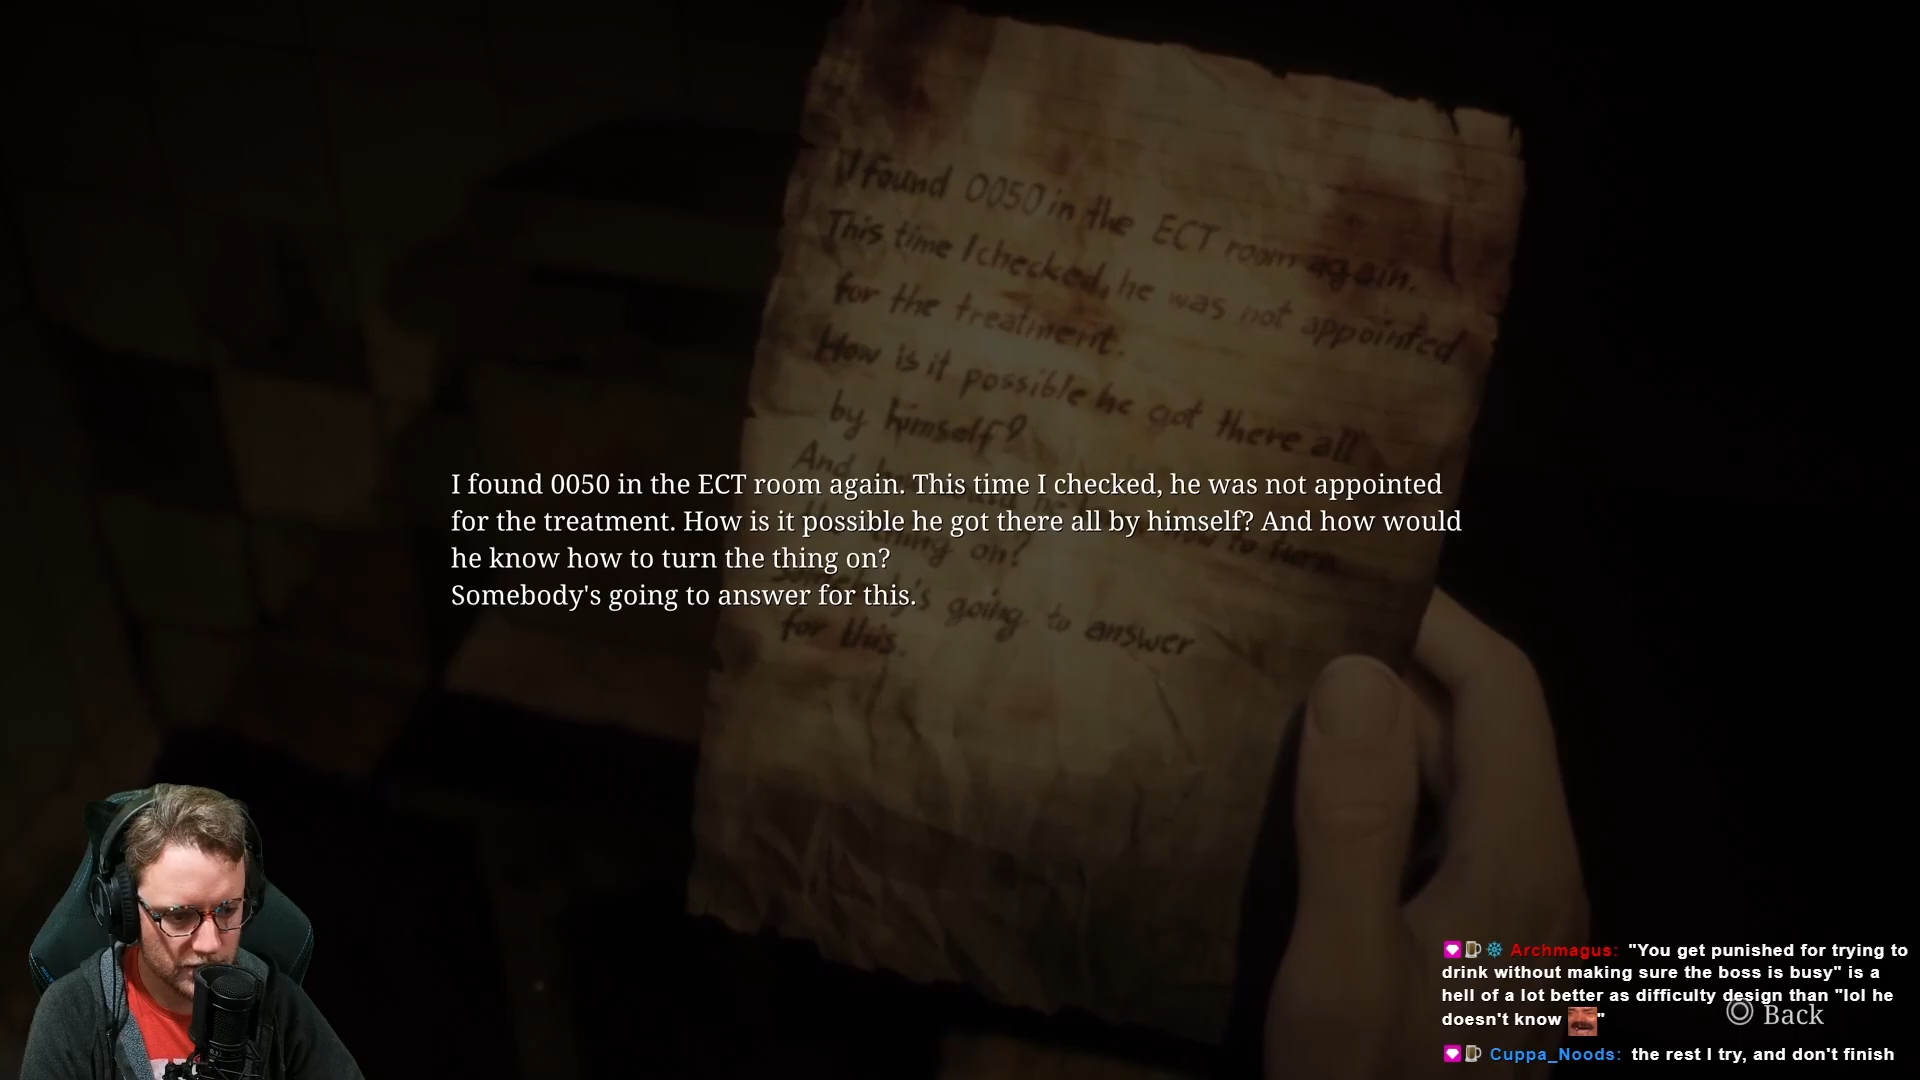 I found 0050 in the ECT room again.
This time I checked, he was not appointed
for the treatment.
How is it possible he got there all
by himself?
And
thing on?
going to answer
for this.
I found 0050 in the ECT room again. This time I checked, he was not appointed
for the treatment. How is it possible he got there all by himself? And how would
he know how to turn the thing on?
Somebody's going to answer for this.
Archmagus: "You get punished for trying to
drink without making sure the boss is busy" is a
hell of a lot better as difficulty design than "lol he
doesn't know "
Back
Cuppa_Noods: the rest I try, and don't finish